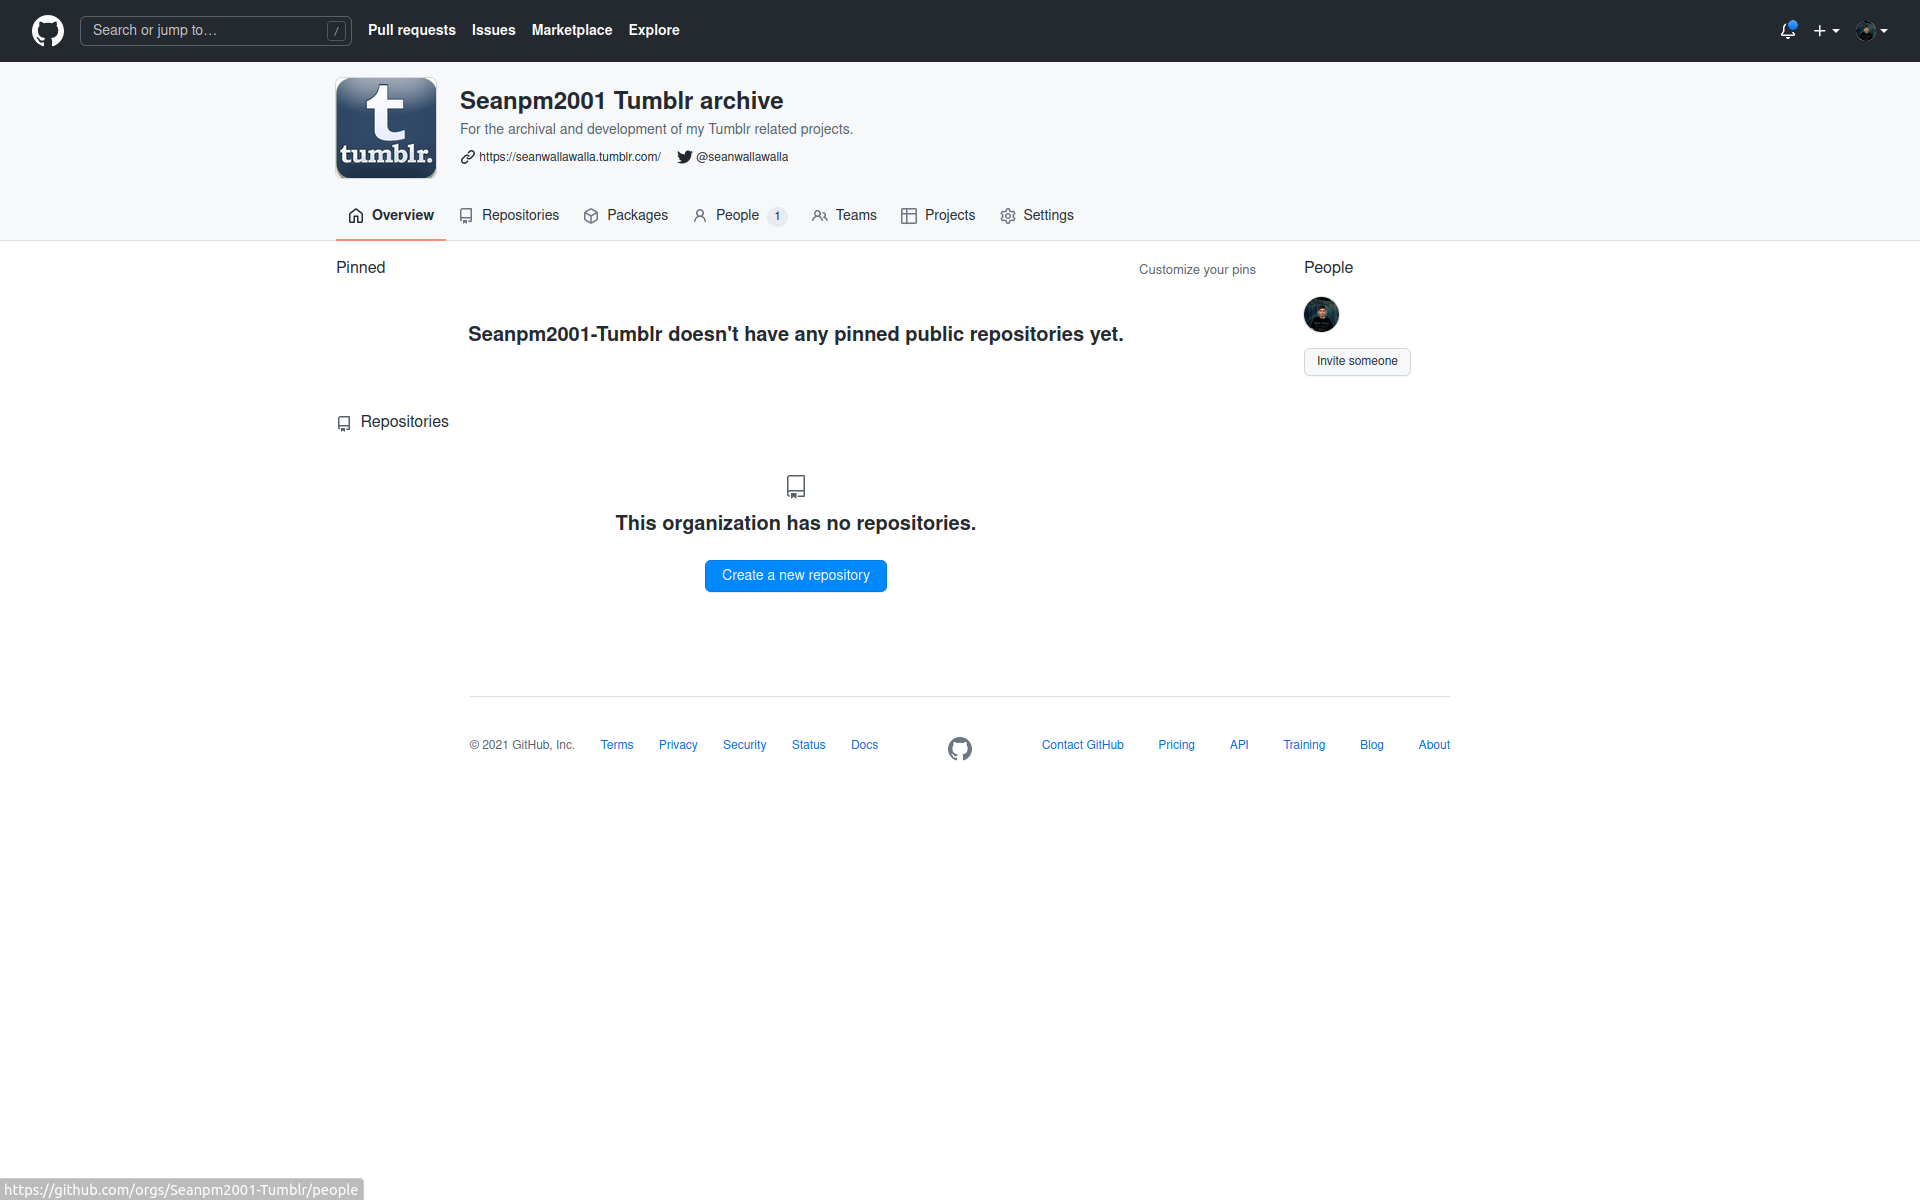 Search or jump to… /
Pull requests Issues Marketplace Explore
t
tumblr.
Seanpm2001 Tumblr archive
For the archival and development of my Tumblr related projects.
https://seanwallawalla.tumblr.com/ @seanwallawalla
Overview Repositories Packages People 1 Teams Projects Settings
Pinned
Customize your pins
Seanpm2001-Tumblr doesn't have any pinned public repositories yet.
People
Invite someone
Repositories
This organization has no repositories.
Create a new repository
© 2021 GitHub, Inc. Terms Privacy Security Status Docs Contact GitHub Pricing API Training Blog About
https://github.com/orgs/Seanpm2001-Tumblr/people